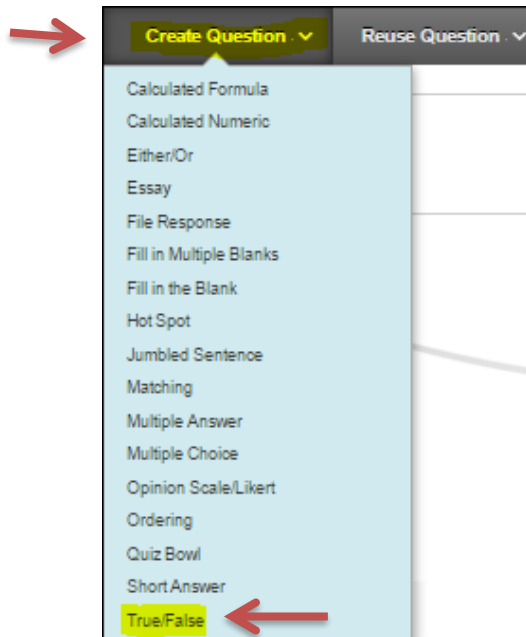 Create Question Reuse Question
Calculated Formula
Calculated Numeric
Either/Or
Essay
File Response
Fill in Multiple Blanks
Fill in the Blank
Hot Spot
Jumbled Sentence
Matching
Multiple Answer
Multiple Choice
Opinion Scale/Likert
Ordering
Quiz Bowl
Short Answer
True/False